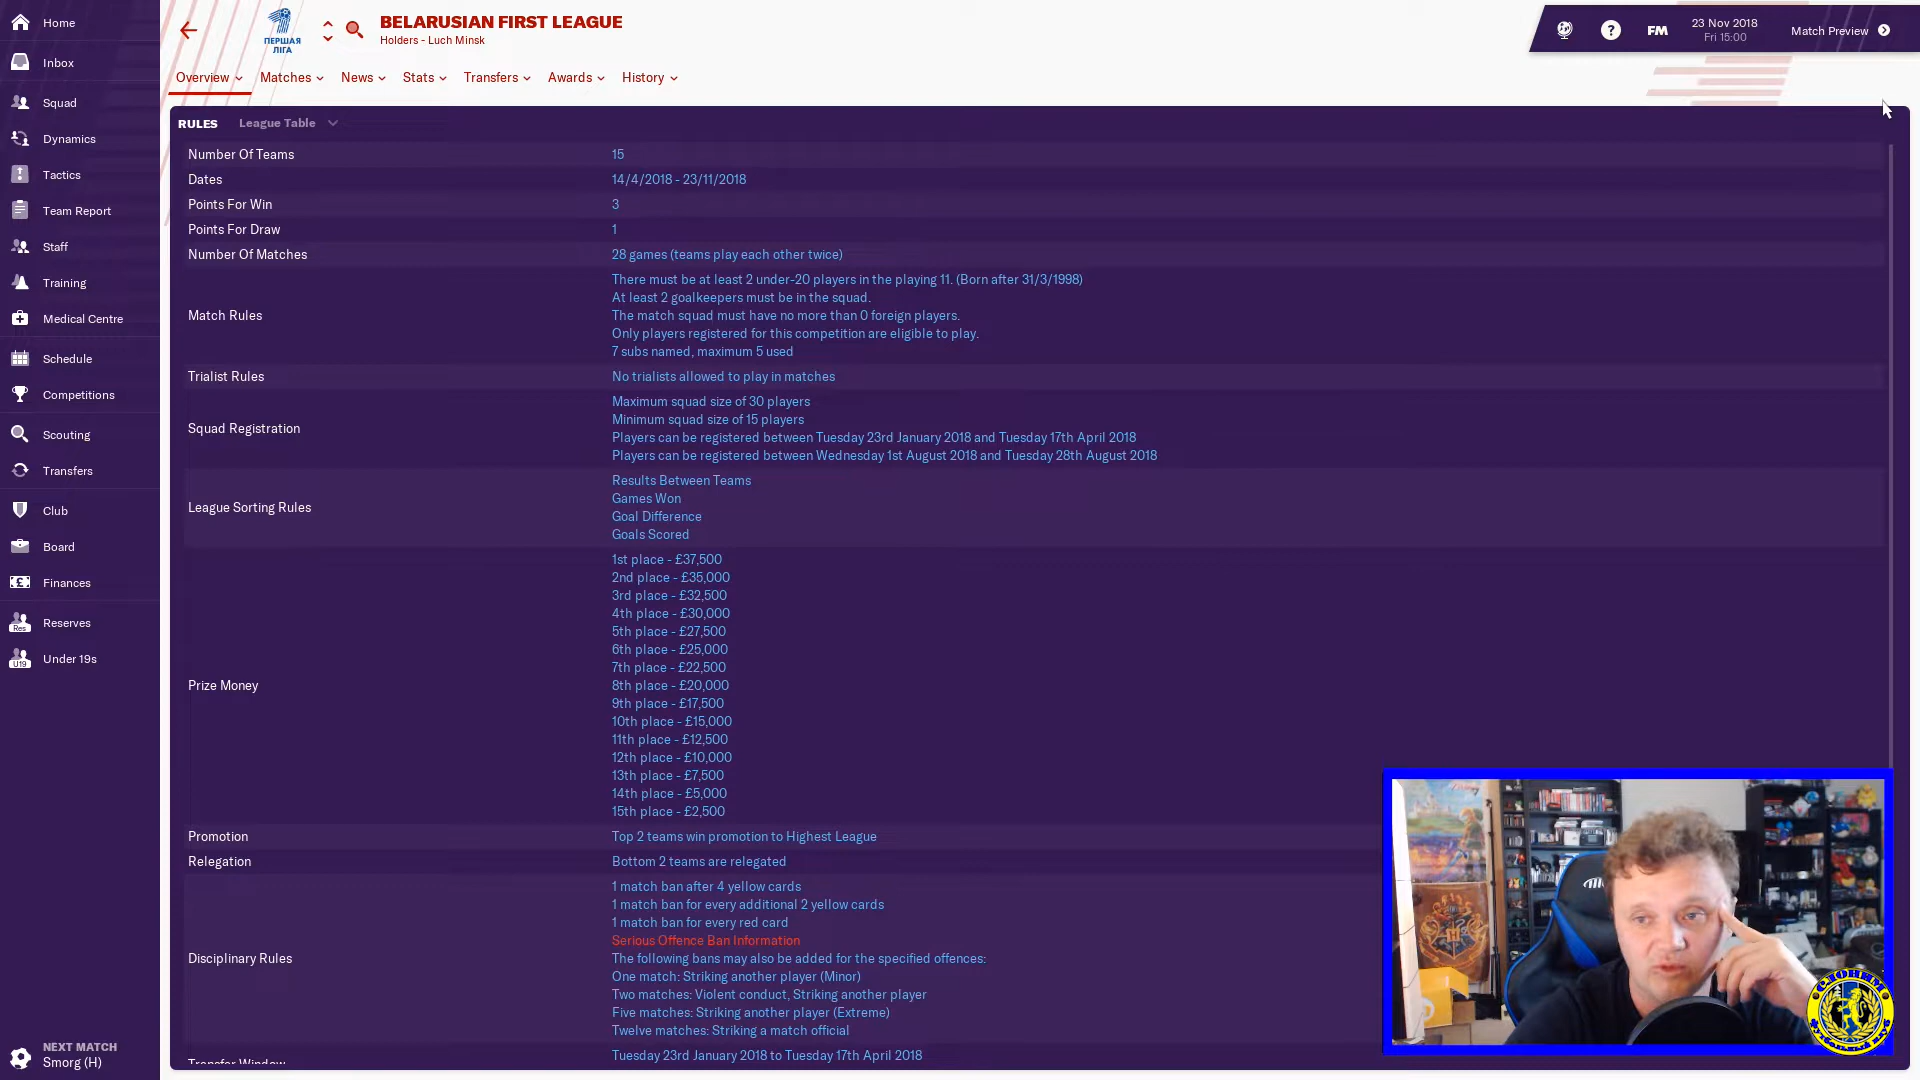 Home
Inbox
Squad
Dynamics
Tactics
Team Report
Staff
Training
Medical Centre
Schedule
Competitions
Scouting
Transfers
Club
Board
Finances
Res
Reserves
U19
Under 19s
NEXT MATCH
Smorg (H)
ПЕРШАЯ
ЛІГА
BELARUSIAN FIRST LEAGUE
Holders - Luch Minsk
?
FM
23 Nov 2018
Fri 15:00
Match Preview
Overview
Matches
News
Stats
Transfers
Awards
History
RULES League Table
Number Of Teams 15
Dates 14/4/2018 - 23/11/2018
Points For Win 3
Points For Draw 1
Number Of Matches 28 games (teams play each other twice)
Match Rules
There must be at least 2 under-20 players in the playing 11. (Born after 31/3/1998)
At least 2 goalkeepers must be in the squad.
The match squad must have no more than 0 foreign players.
Only players registered for this competition are eligible to play.
7 subs named, maximum 5 used
Trialist Rules No trialists allowed to play in matches
Squad Registration
Maximum squad size of 30 players
Minimum squad size of 15 players
Players can be registered between Tuesday 23rd January 2018 and Tuesday 17th April 2018
Players can be registered between Wednesday 1st August 2018 and Tuesday 28th August 2018
League Sorting Rules
Results Between Teams
Games Won
Goal Difference
Goals Scored
Prize Money
1st place - £37,500
2nd place - £35,000
3rd place - £32,500
4th place - £30,000
5th place - £27,500
6th place - £25,000
7th place - £22,500
8th place - £20,000
9th place - £17,500
10th place - £15,000
11th place - £12,500
12th place - £10,000
13th place - £7,500
14th place - £5,000
15th place - £2,500
Promotion Top 2 teams win promotion to Highest League
Relegation Bottom 2 teams are relegated
Disciplinary Rules
1 match ban after 4 yellow cards
1 match ban for every additional 2 yellow cards
1 match ban for every red card
Serious Offence Ban Information
The following bans may also be added for the specified offences:
One match: Striking another player (Minor)
Two matches: Violent conduct, Striking another player
Five matches: Striking another player (Extreme)
Twelve matches: Striking a match official
Transfer Window Tuesday 23rd January 2018 to Tuesday 17th April 2018